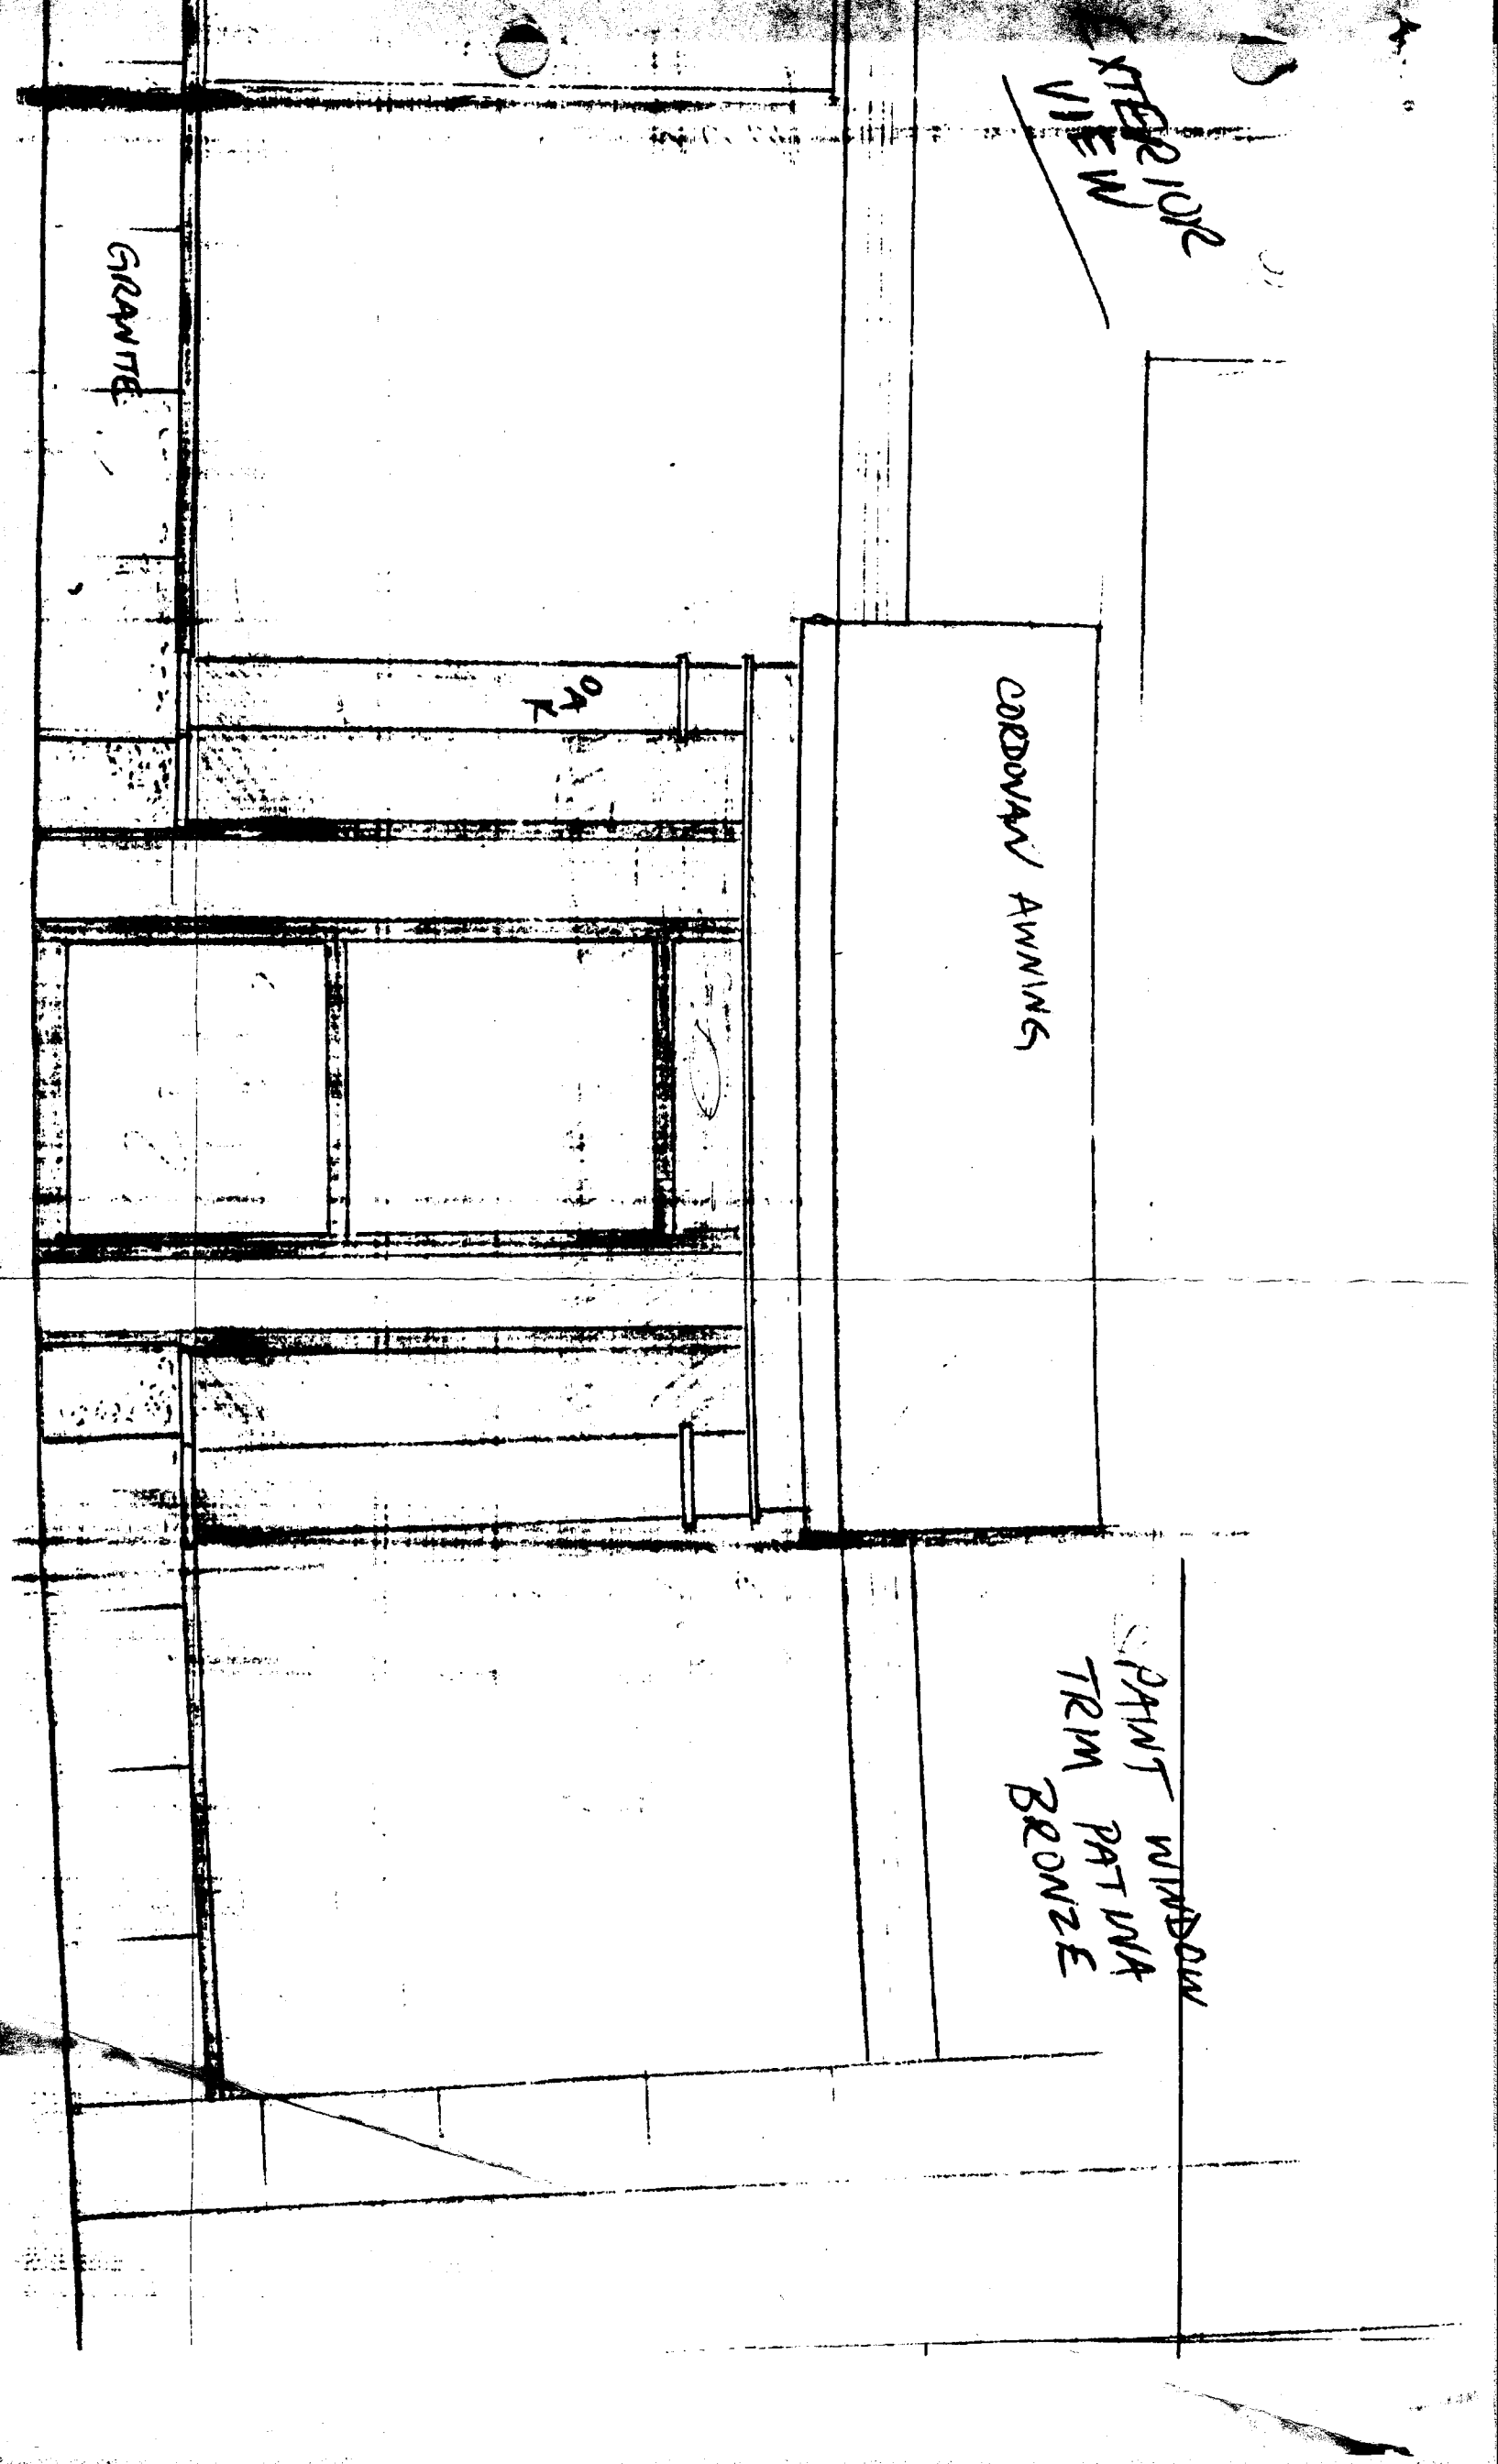 EXTERIOR
VIEW
CORDOVAN AWNING
PAINT WINDOW
TRIM PATINA
BRONZE
OAK
GRANITE